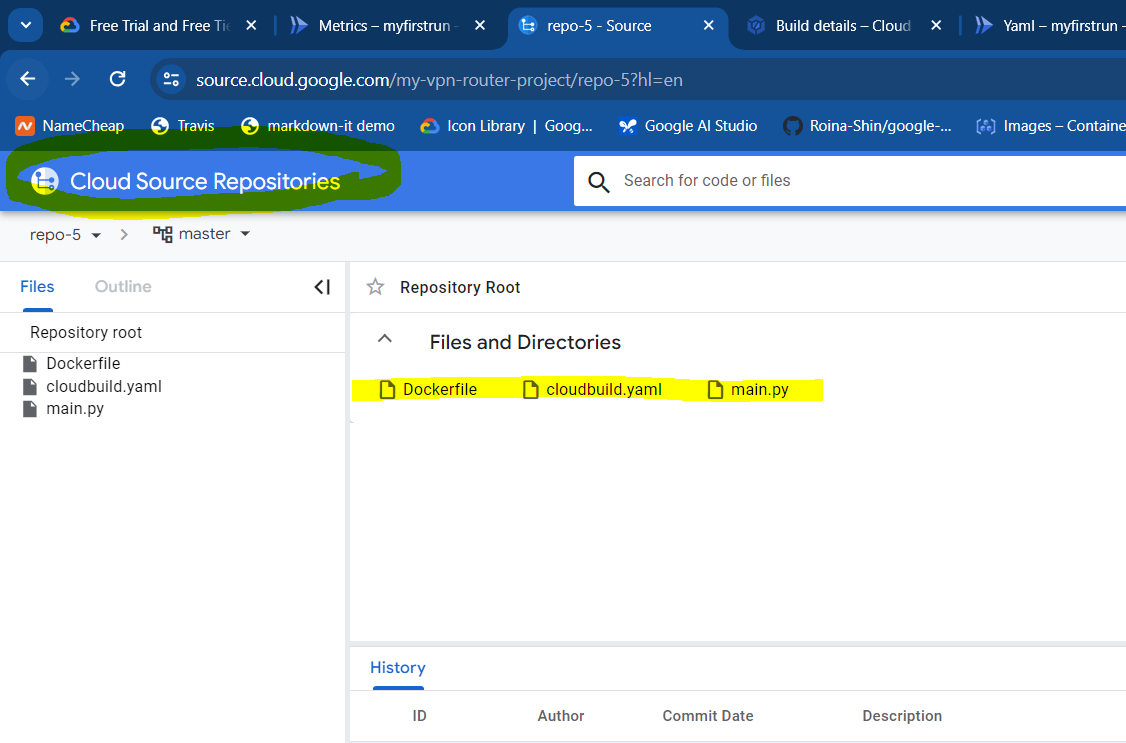 Free Trial and Free Tie
Metrics – myfirstrun -
repo-5 - Source
Build details – Cloud
Yaml – myfirstrun -
source.cloud.google.com/my-vpn-router-project/repo-5?hl=en
NameCheap
Travis
markdown-it demo
Icon Library | Goog...
Google AI Studio
Roina-Shin/google-...
Images – Containe
Cloud Source Repositories
Search for code or files
repo-5
master
Files
Outline
Repository Root
Repository root
Files and Directories
Dockerfile
cloudbuild.yaml
main.py
Dockerfile
cloudbuild.yaml
main.py
History
ID
Author
Commit Date
Description